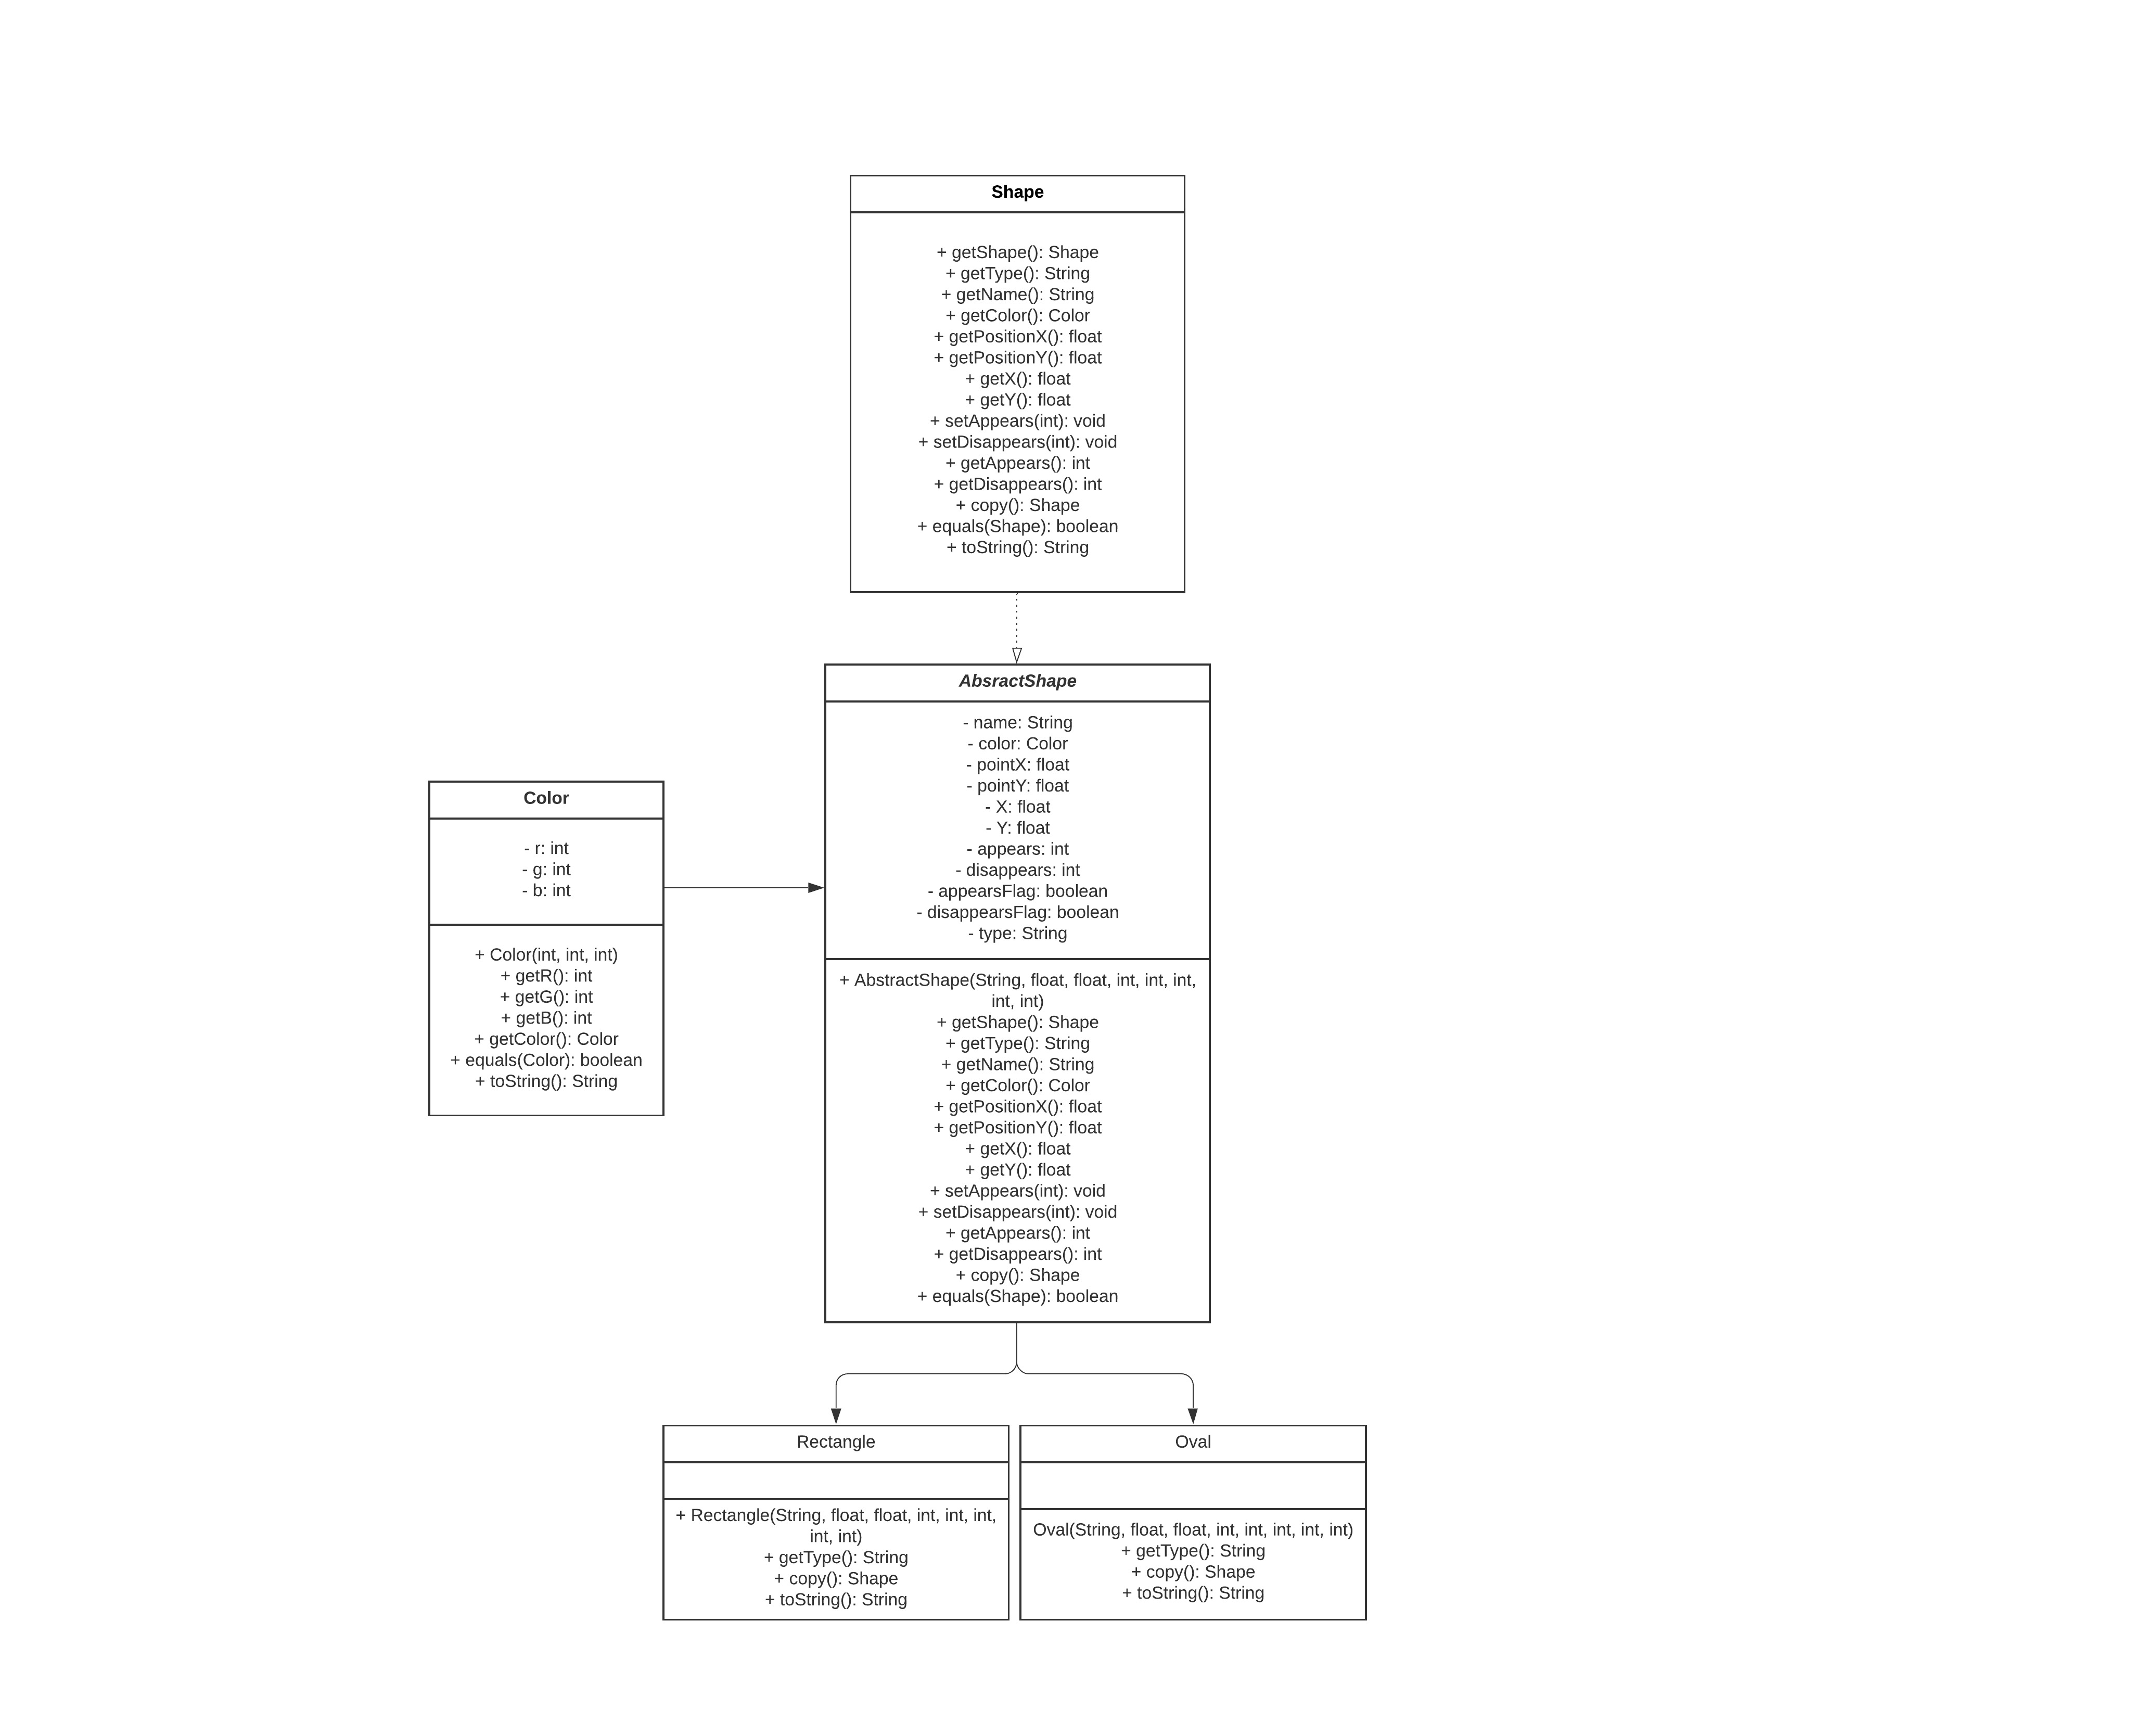 Shape
+ getShape(): Shape
+ getType(): String
+ getName(): String
+ getColor(): Color
+ getPositionX(): float
+ getPositionY(): float
+ getX(): float
+ getY(): float
+ setAppears(int): void
+ setDisappears(int): void
+ getAppears(): int
+ getDisappears(): int
+ copy(): Shape
+ equals(Shape): boolean
+ toString(): String
AbsractShape
- name: String
- color: Color
- pointX: float
- pointY: float
- X: float
- Y: float
- appears: int
- disappears: int
- appearsFlag: boolean
- disappearsFlag: boolean
- type: String
+ AbstractShape(String, float, float, int, int, int,
int, int)
+ getShape(): Shape
+ getType(): String
+ getName(): String
+ getColor(): Color
+ getPositionX(): float
+ getPositionY(): float
+ getX(): float
+ getY(): float
+ setAppears(int): void
+ setDisappears(int): void
+ getAppears(): int
+ getDisappears(): int
+ copy(): Shape
+ equals(Shape): boolean
Color
- r: int
- g: int
- b: int
+ Color(int, int, int)
+ getR(): int
+ getG(): int
+ getB(): int
+ getColor(): Color
+ equals(Color): boolean
+ toString(): String
Rectangle
+ Rectangle(String, float, float, int, int, int,
int, int)
+ getType(): String
+ copy(): Shape
+ toString(): String
Oval
Oval(String, float, float, int, int, int, int, int)
+ getType(): String
+ copy(): Shape
+ toString(): String